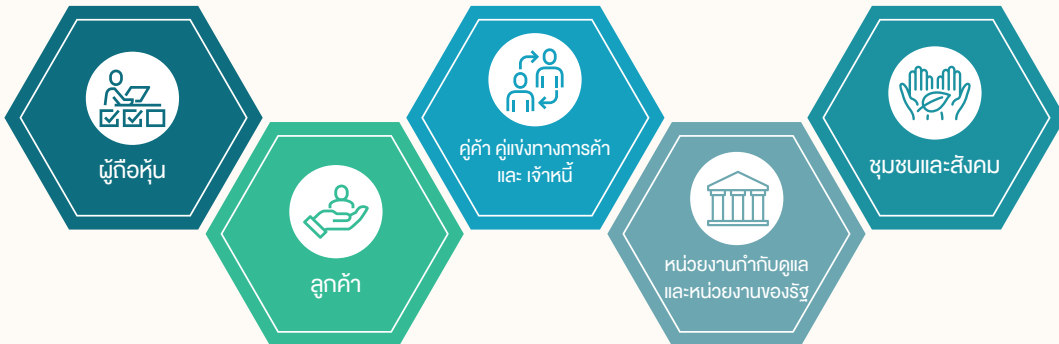 ผู้ถือหุ้น
ลูกค้า
คู่ค้า คู่แข่งทางการค้า
และ เจ้าหนี้
หน่วยงานกำกับดูแล
และหน่วยงานของรัฐ
ชุมชนและสังคม